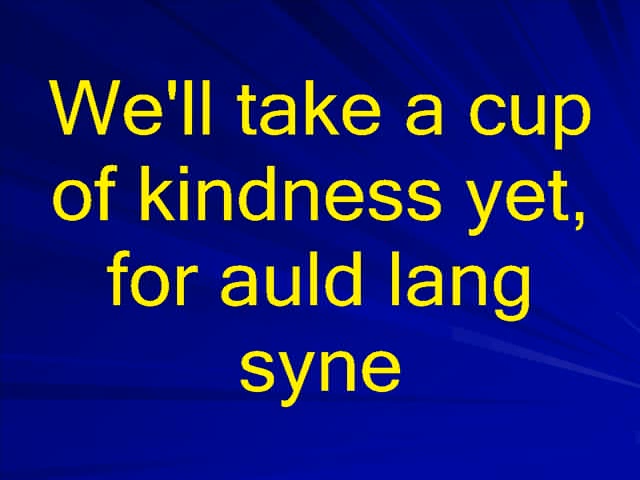 We'll take a cup
of kindness yet,
for auld lang
syne